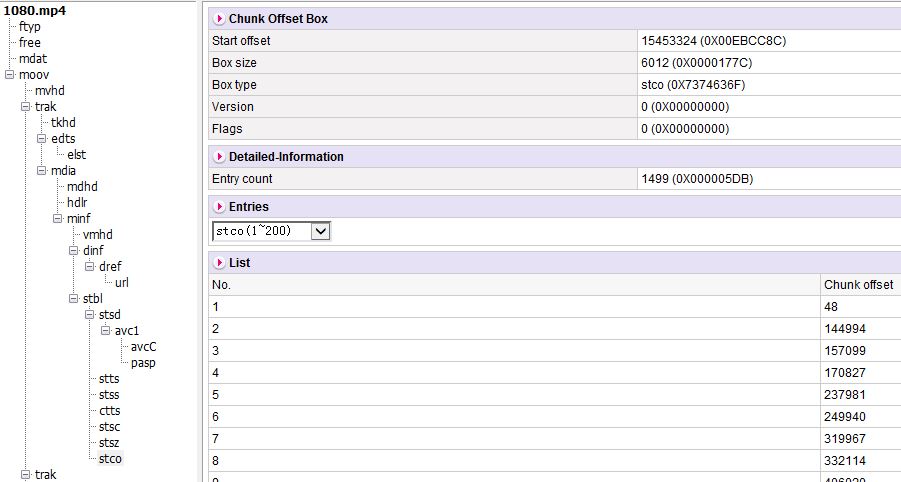 1080.mp4
ftyp
free
mdat
moov
mvhd
trak
tkhd
edts
elst
mdia
mdhd
hdlr
minf
vmhd
dinf
dref
url
stbl
stsd
avc1
avcC
pasp
stts
stss
ctts
stsc
stsz
stco
trak
Chunk Offset Box
Start offset 15453324 (0X00EBCC8C)
Box size 6012 (0X0000177C)
Box type stco (0X7374636F)
Version 0 (0X00000000)
Flags 0 (0X00000000)
Detailed-Information
Entry count 1499 (0X000005DB)
Entries
stco(1~200)
List
No. Chunk offset
1 48
2 144994
3 157099
4 170827
5 237981
6 249940
7 319967
8 332114